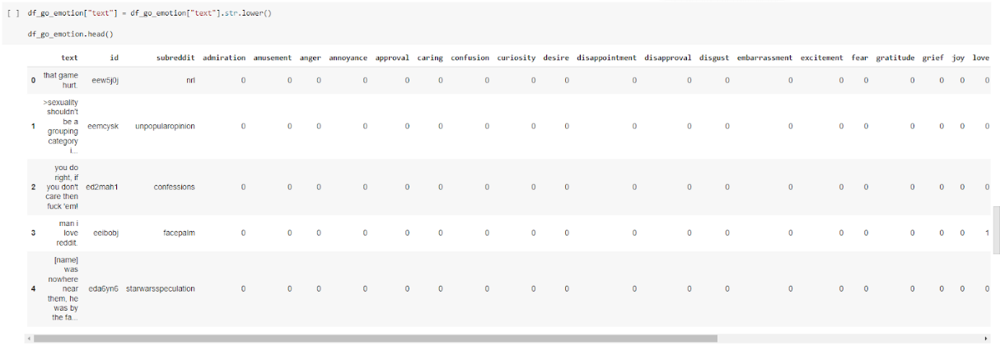 [ ] df_go_emotion["text"] = df_go_emotion["text"].str.lower()
df_go_emotion.head()
text id subreddit admiration amusement anger annoyance approval caring confusion curiosity desire disappointment disapproval disgust embarrassment excitement fear gratitude grief joy love
0 that game eew5j0j nrl 0 0 0 0 0 0 0 0 0 0 0 0 0 0 0 0 0 0 0
hurt.
>sexuality
shouldn't
be a
1 grouping eemcysk unpopularopinion 0 0 0 0 0 0 0 0 0 0 0 0 0 0 0 0 0 0 0
category
i...
you do
right, if
2 you don't ed2mah1 confessions 0 0 0 0 0 0 0 0 0 0 0 0 0 0 0 0 0 0 0
care then
fuck 'em!
man i
3 love eeibobj facepalm 0 0 0 0 0 0 0 0 0 0 0 0 0 0 0 0 0 0 1
reddit.
[name]
was
nowhere
4 near eda6yn6 starwarsspeculation 0 0 0 0 0 0 0 0 0 0 0 0 0 0 0 0 0 0 0
them, he
was by
the fa...